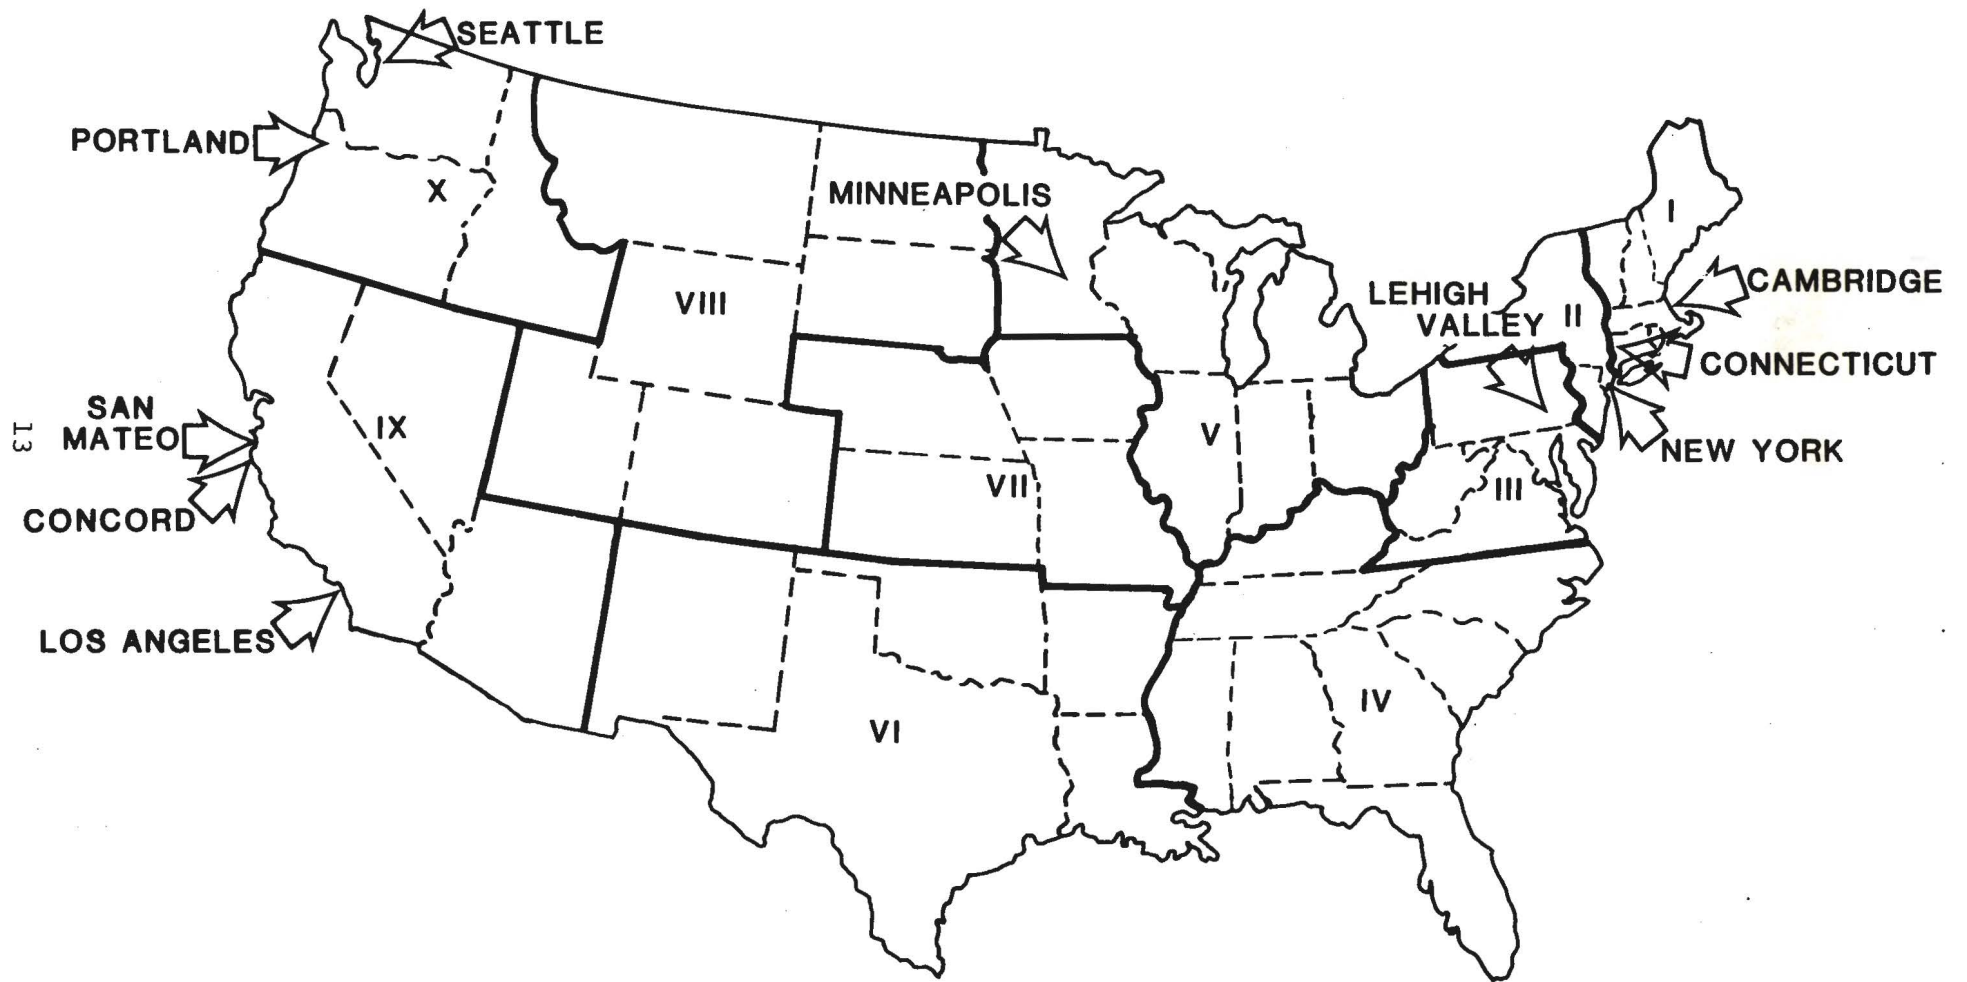 SEATTLE
PORTLAND
X
MINNEAPOLIS
I
VIII
CAMBRIDGE
LEHIGH
VALLEY
II
CONNECTICUT
SAN
MATEO
IX
V
NEW YORK
VII
III
CONCORD
LOS ANGELES
IV
VI
13